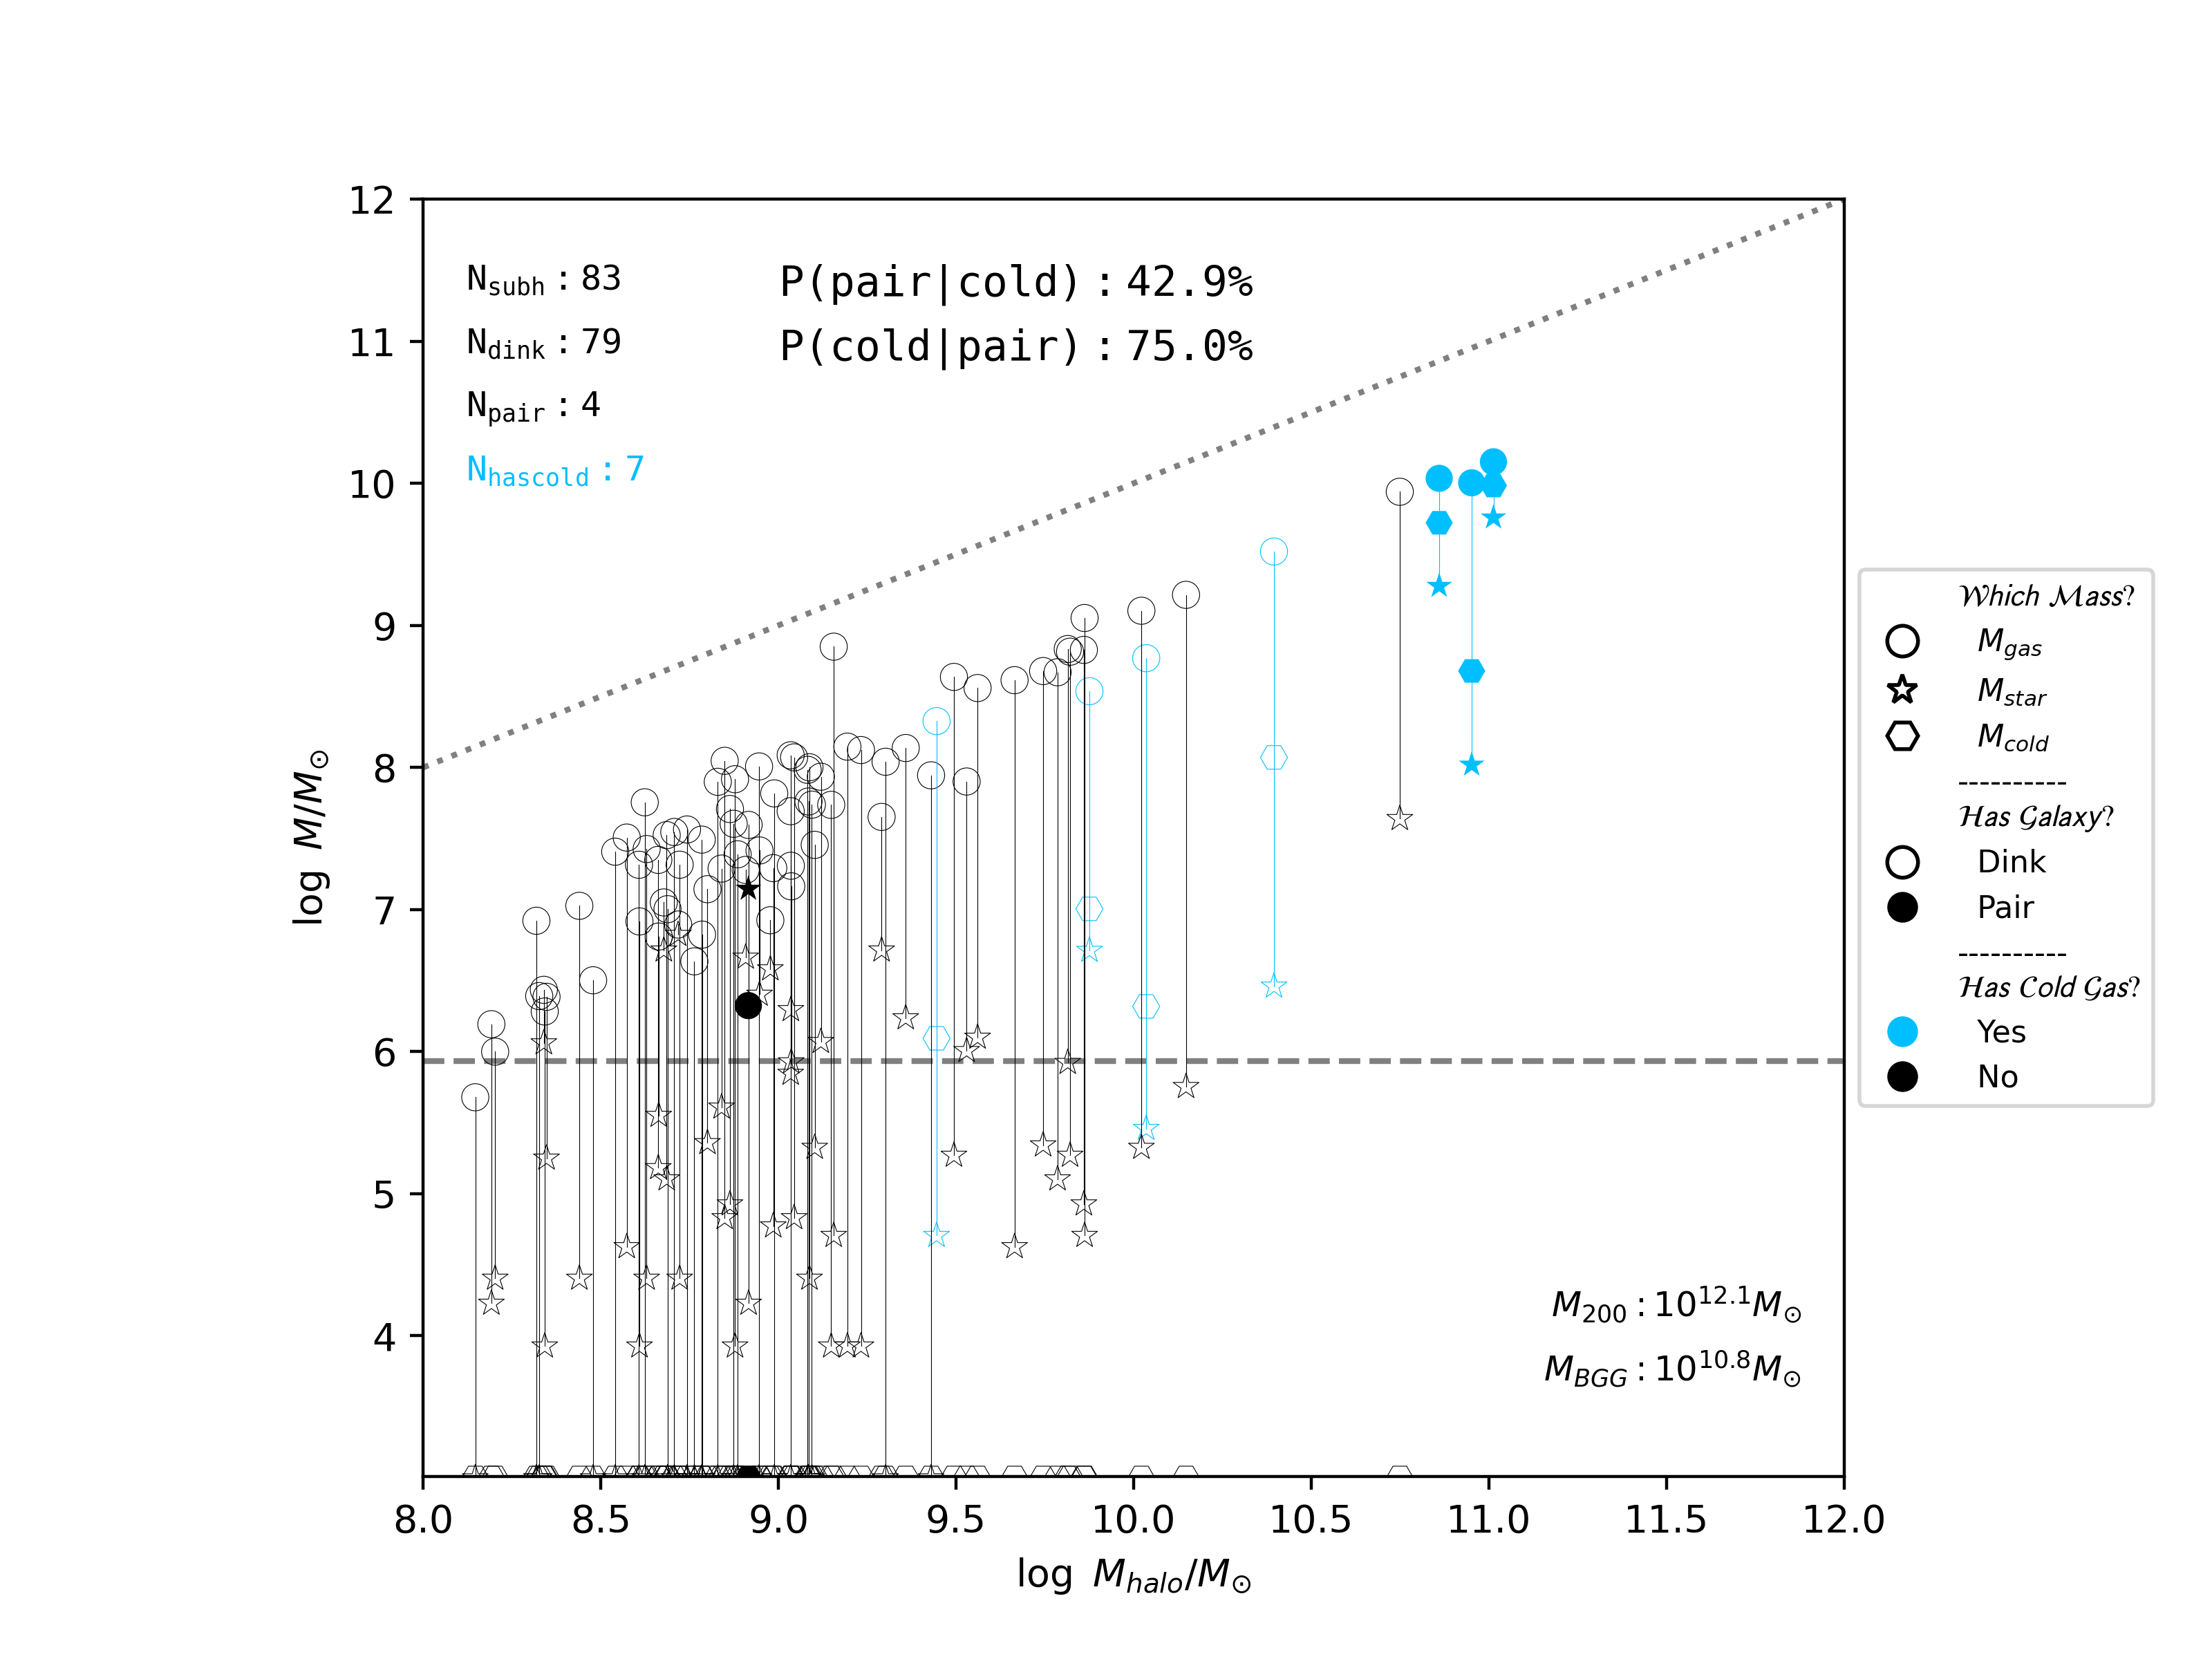 12
11
10
9
8
7
6
5
4
log M/M⊙
N_subh : 83
N_dink : 79
N_pair : 4
N_hascold : 7
P(pair|cold) : 42.9%
P(cold|pair) : 75.0%
M_200 : 10^12.1 M⊙
M_BGG : 10^10.8 M⊙
8.0 8.5 9.0 9.5 10.0 10.5 11.0 11.5 12.0
log M_halo/M⊙
Which Mass?
M_gas
M_star
M_cold
-----------
Has Galaxy?
Dink
Pair
-----------
Has Cold Gas?
Yes
No